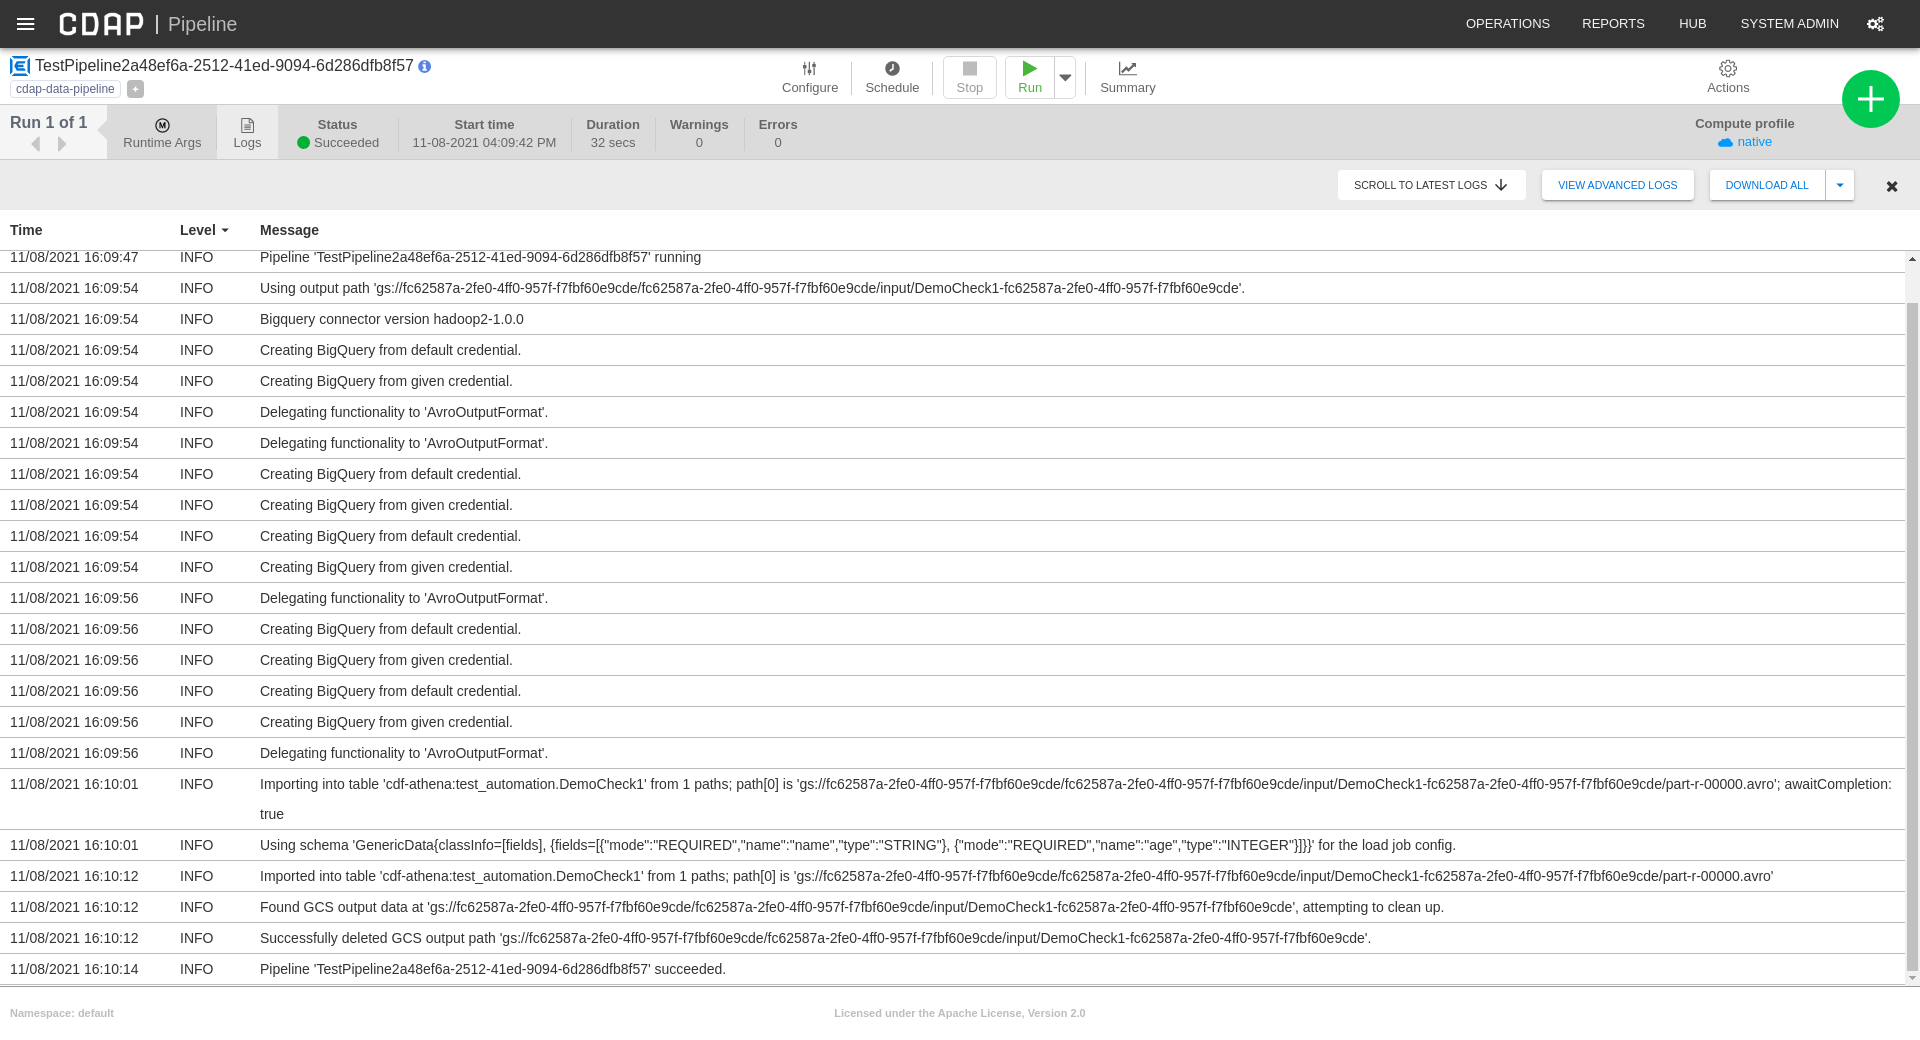 CDAP | Pipeline
OPERATIONS REPORTS HUB SYSTEM ADMIN
TestPipeline2a48ef6a-2512-41ed-9094-6d286dfb8f57
cdap-data-pipeline +
Configure Schedule Stop Run Summary Actions
Run 1 of 1
Runtime Args
Logs
Status
Succeeded
Start time
11-08-2021 04:09:42 PM
Duration
32 secs
Warnings
0
Errors
0
Compute profile
native
SCROLL TO LATEST LOGS VIEW ADVANCED LOGS DOWNLOAD ALL
Time Level Message
11/08/2021 16:09:47 INFO Pipeline 'TestPipeline2a48ef6a-2512-41ed-9094-6d286dfb8f57' running
11/08/2021 16:09:54 INFO Using output path 'gs://fc62587a-2fe0-4ff0-957f-f7fbf60e9cde/fc62587a-2fe0-4ff0-957f-f7fbf60e9cde/input/DemoCheck1-fc62587a-2fe0-4ff0-957f-f7fbf60e9cde'.
11/08/2021 16:09:54 INFO Bigquery connector version hadoop2-1.0.0
11/08/2021 16:09:54 INFO Creating BigQuery from default credential.
11/08/2021 16:09:54 INFO Creating BigQuery from given credential.
11/08/2021 16:09:54 INFO Delegating functionality to 'AvroOutputFormat'.
11/08/2021 16:09:54 INFO Delegating functionality to 'AvroOutputFormat'.
11/08/2021 16:09:54 INFO Creating BigQuery from default credential.
11/08/2021 16:09:54 INFO Creating BigQuery from given credential.
11/08/2021 16:09:54 INFO Creating BigQuery from default credential.
11/08/2021 16:09:54 INFO Creating BigQuery from given credential.
11/08/2021 16:09:56 INFO Delegating functionality to 'AvroOutputFormat'.
11/08/2021 16:09:56 INFO Creating BigQuery from default credential.
11/08/2021 16:09:56 INFO Creating BigQuery from given credential.
11/08/2021 16:09:56 INFO Creating BigQuery from default credential.
11/08/2021 16:09:56 INFO Creating BigQuery from given credential.
11/08/2021 16:09:56 INFO Delegating functionality to 'AvroOutputFormat'.
11/08/2021 16:10:01 INFO Importing into table 'cdf-athena:test_automation.DemoCheck1' from 1 paths; path[0] is 'gs://fc62587a-2fe0-4ff0-957f-f7fbf60e9cde/fc62587a-2fe0-4ff0-957f-f7fbf60e9cde/input/DemoCheck1-fc62587a-2fe0-4ff0-957f-f7fbf60e9cde/part-r-00000.avro'; awaitCompletion:
true
11/08/2021 16:10:01 INFO Using schema 'GenericData{classInfo=[fields], {fields=[{"mode":"REQUIRED","name":"name","type":"STRING"}, {"mode":"REQUIRED","name":"age","type":"INTEGER"}]}}' for the load job config.
11/08/2021 16:10:12 INFO Imported into table 'cdf-athena:test_automation.DemoCheck1' from 1 paths; path[0] is 'gs://fc62587a-2fe0-4ff0-957f-f7fbf60e9cde/fc62587a-2fe0-4ff0-957f-f7fbf60e9cde/input/DemoCheck1-fc62587a-2fe0-4ff0-957f-f7fbf60e9cde/part-r-00000.avro'
11/08/2021 16:10:12 INFO Found GCS output data at 'gs://fc62587a-2fe0-4ff0-957f-f7fbf60e9cde/fc62587a-2fe0-4ff0-957f-f7fbf60e9cde/input/DemoCheck1-fc62587a-2fe0-4ff0-957f-f7fbf60e9cde', attempting to clean up.
11/08/2021 16:10:12 INFO Successfully deleted GCS output path 'gs://fc62587a-2fe0-4ff0-957f-f7fbf60e9cde/fc62587a-2fe0-4ff0-957f-f7fbf60e9cde/input/DemoCheck1-fc62587a-2fe0-4ff0-957f-f7fbf60e9cde'.
11/08/2021 16:10:14 INFO Pipeline 'TestPipeline2a48ef6a-2512-41ed-9094-6d286dfb8f57' succeeded.
Namespace: default Licensed under the Apache License, Version 2.0